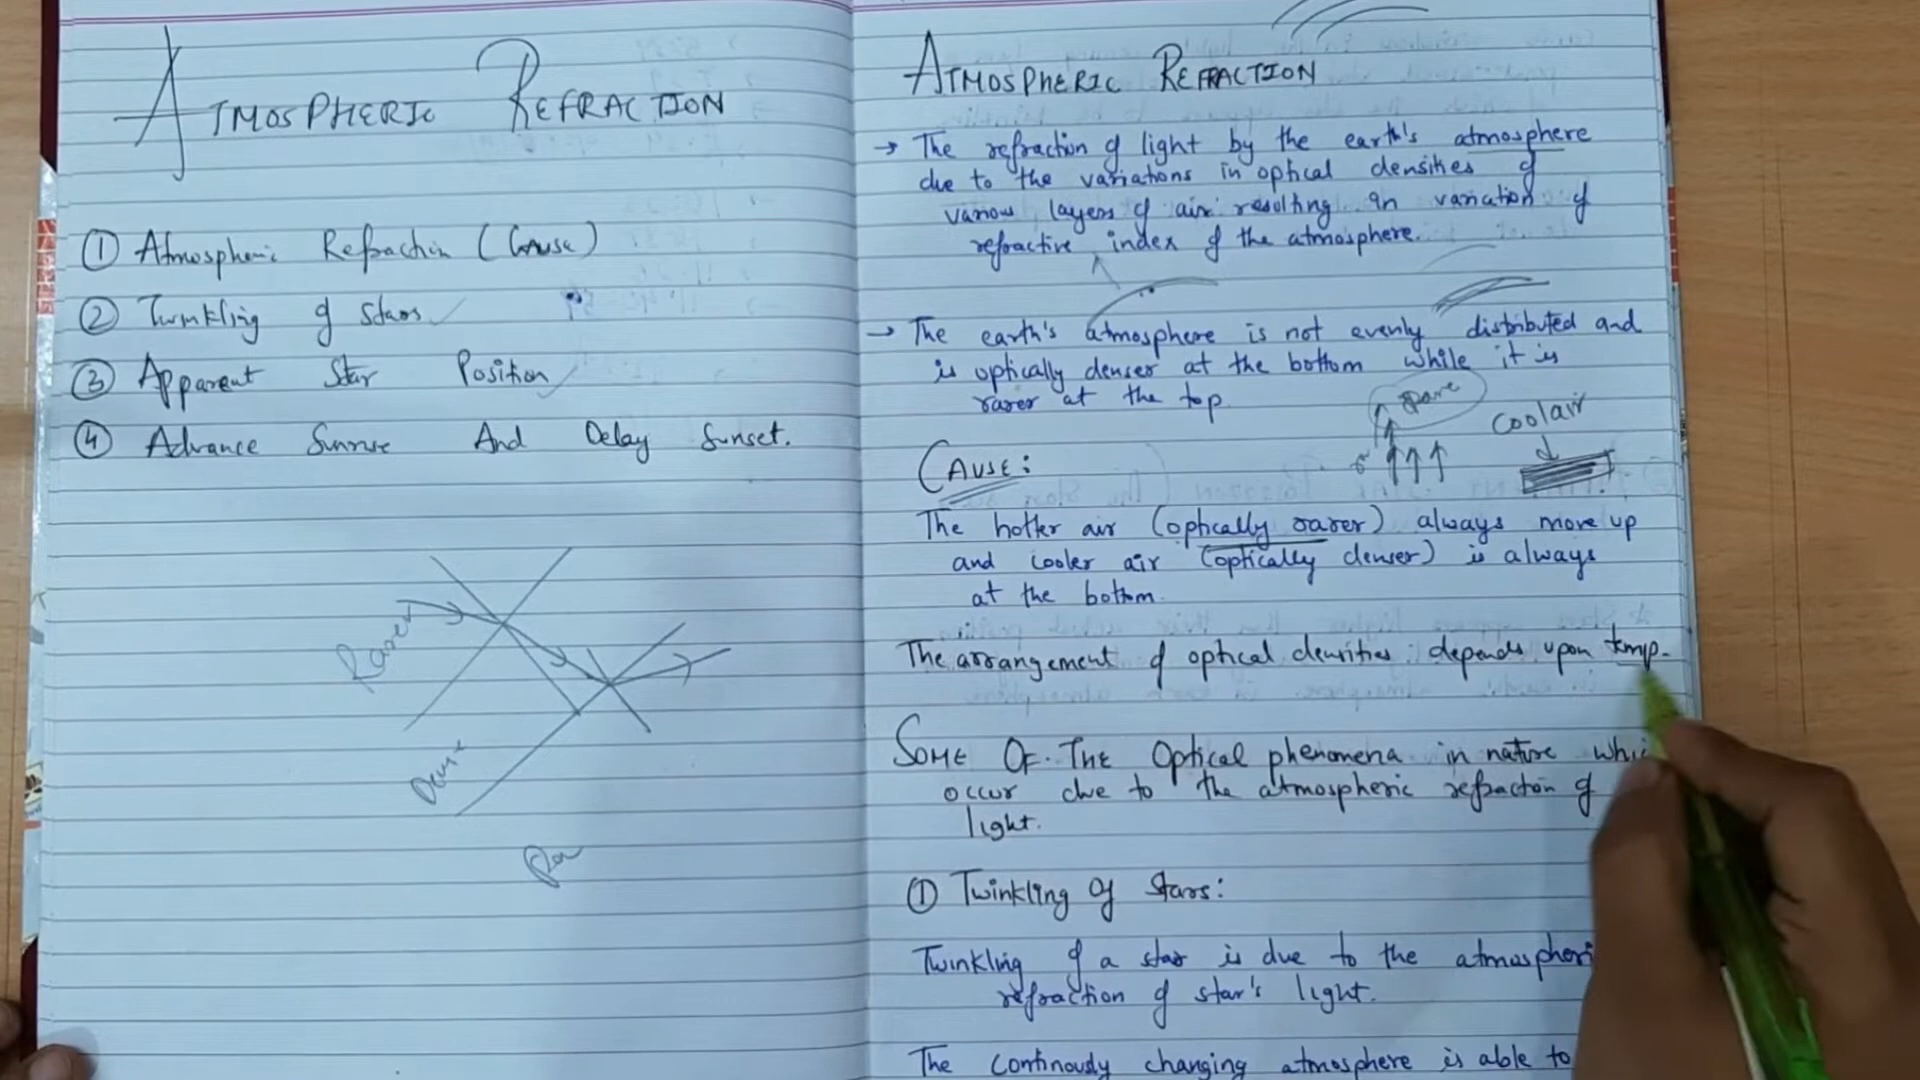 ATMOSPHERIC REFRACTION
① Atmospheric Refraction (Cause)
② Twinkling of Stars
③ Apparent Star Position
④ Advance Sunrise And Delay Sunset.
Rarer
Denser
ATMOSPHERIC REFRACTION
→ The refraction of light by the earth's atmosphere
due to the variations in optical densities of
various layers of air resulting in variation of
refractive index of the atmosphere.
→ The earth's atmosphere is not evenly distributed and
is optically denser at the bottom while it is
rarer at the top
space
cool air
CAUSE:
The hotter air (optically rarer) always move up
and cooler air (optically denser) is always
at the bottom.
The arrangement of optical densities depends upon temp.
SOME OF THE Optical phenomena in nature whi
occur due to the atmospheric refraction of
light.
① Twinkling Of Stars:
Twinkling of a star is due to the atmospheri
refraction of star's light.
The continously changing atmosphere is able to